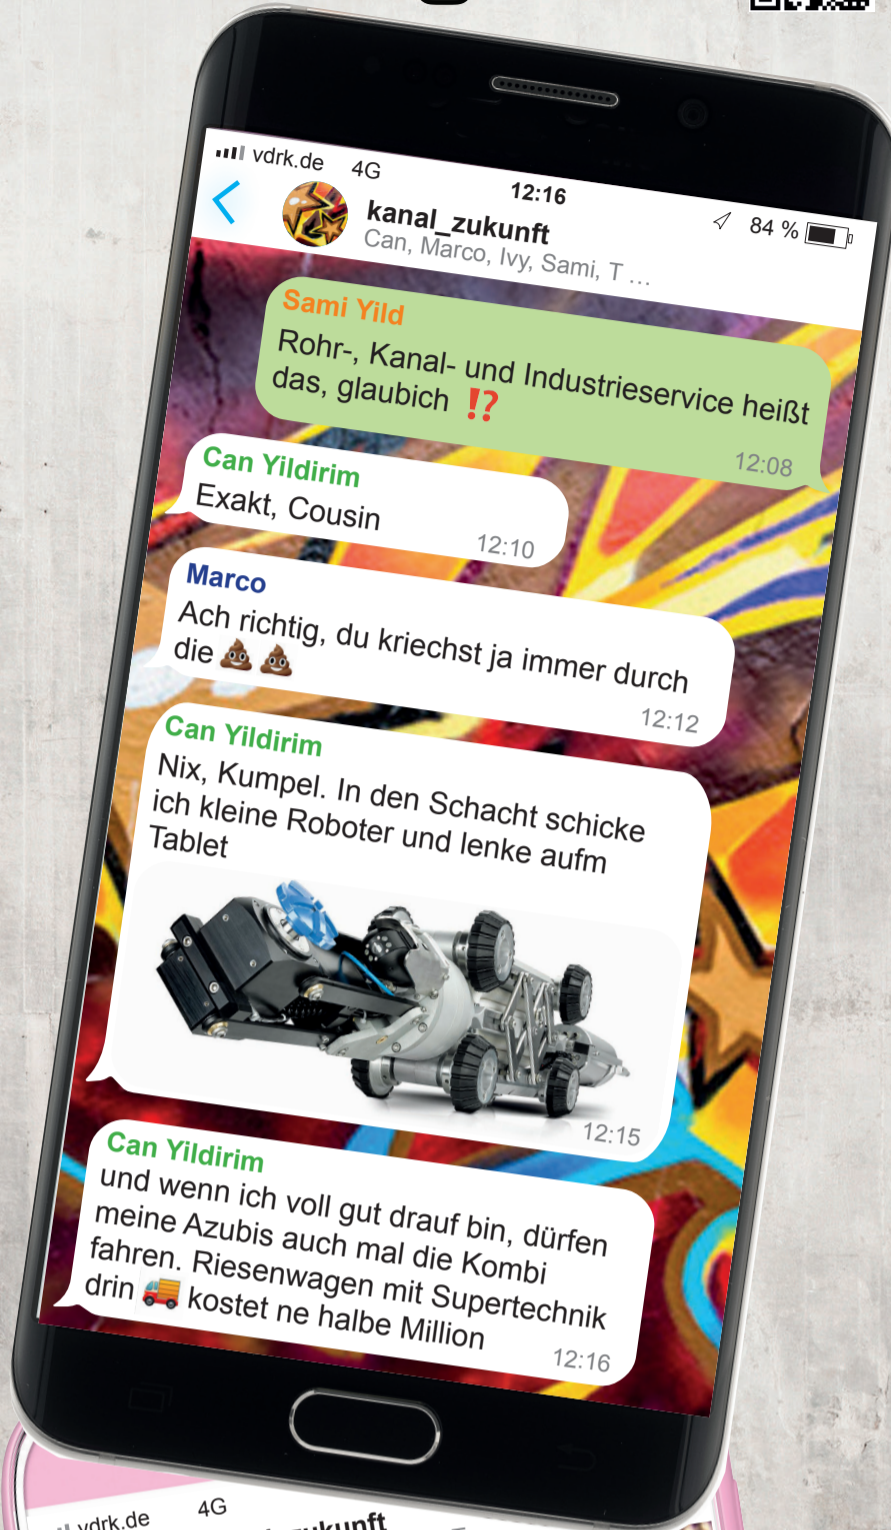 vdrk.de 4G 12:16 84 %
kanal_zukunft
Can, Marco, Ivy, Sami, T ...
Sami Yild
Rohr-, Kanal- und Industrieservice heißt
das, glaubich ⁉️
12:08
Can Yildirim
Exakt, Cousin
12:10
Marco
Ach richtig, du kriechst ja immer durch
die 💩 💩
12:12
Can Yildirim
Nix, Kumpel. In den Schacht schicke
ich kleine Roboter und lenke aufm
Tablet
12:15
Can Yildirim
und wenn ich voll gut drauf bin, dürfen
meine Azubis auch mal die Kombi
fahren. Riesenwagen mit Supertechnik
drin 🚚 kostet ne halbe Million
12:16
vdrk.de 4G